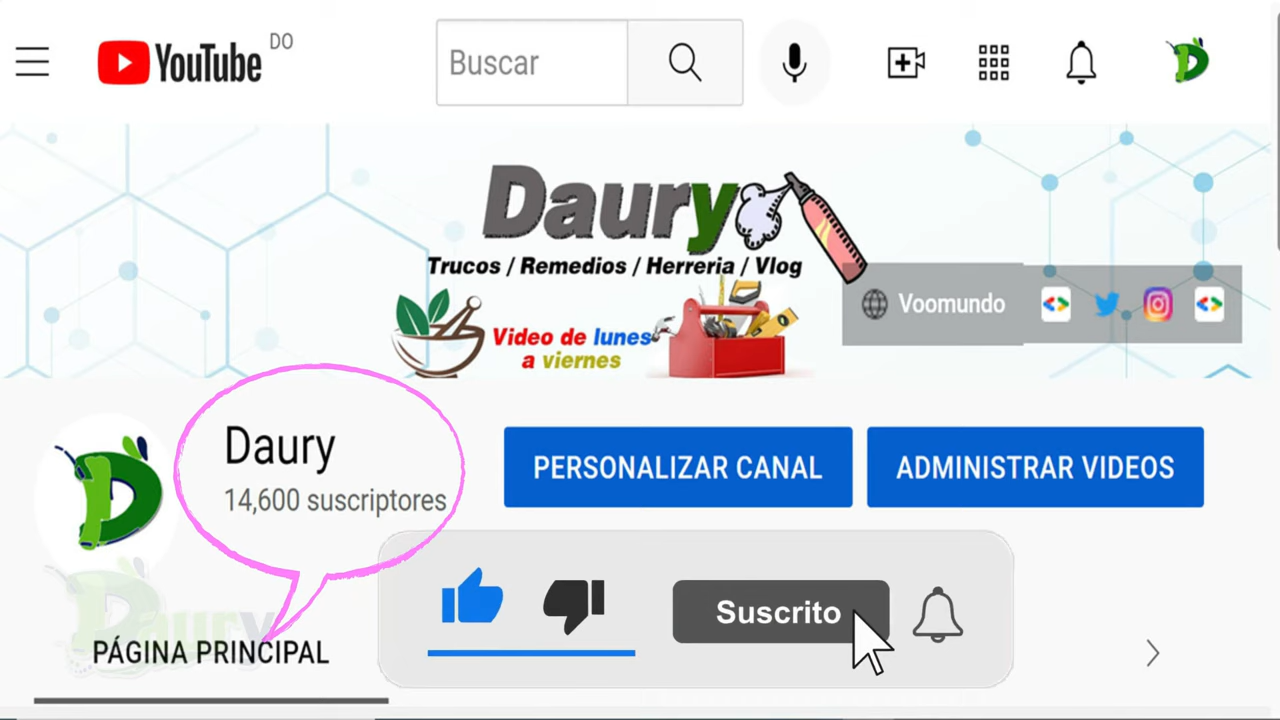 YouTube DO
Buscar
Daury
Trucos / Remedios / Herreria / Vlog
Voomundo
Video de lunes
a viernes
Daury
14,600 suscriptores
PERSONALIZAR CANAL
ADMINISTRAR VIDEOS
Suscrito
Daury
PÁGINA PRINCIPAL